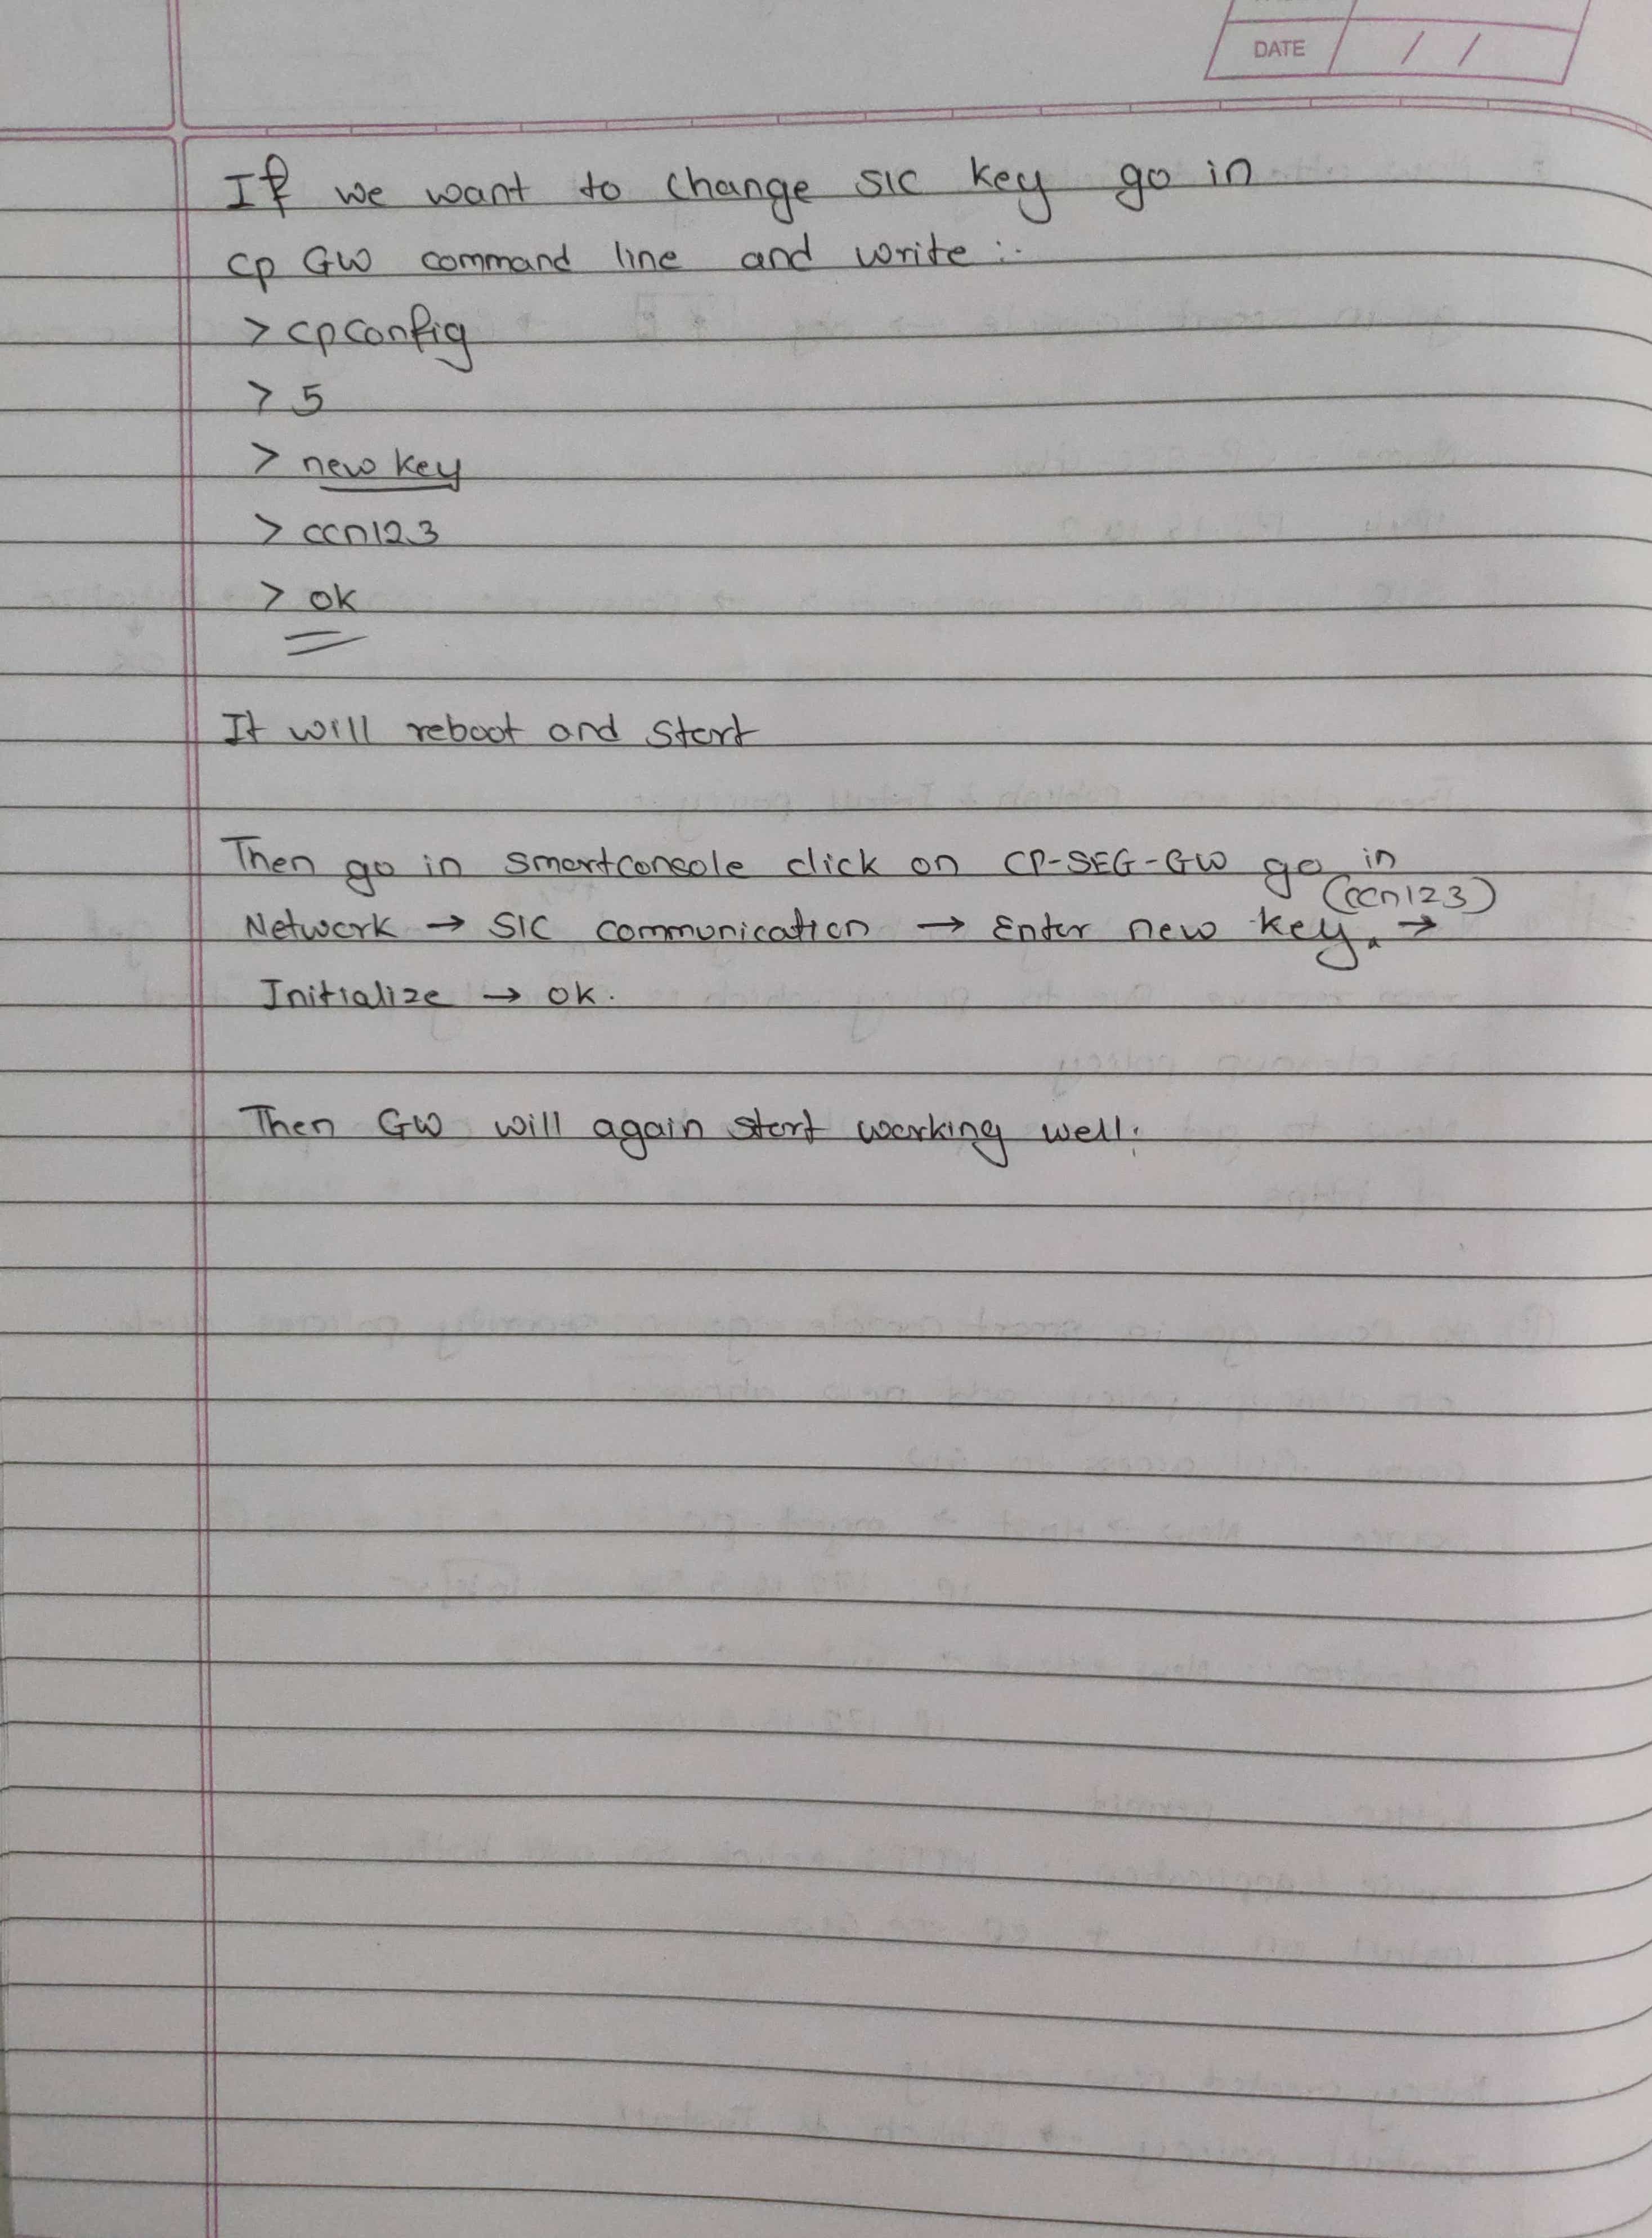 DATE / /
If we want to change SIC key go in
cp GW command line and write :-
> cpconfig
> 5
> new key
> ccn123
> ok
It will reboot and start
Then go in smartconsole click on CP-SEG-GW go in
(ccn123)
Network → SIC communication → Enter new key →
Initialize → ok.
Then GW will again start working well.